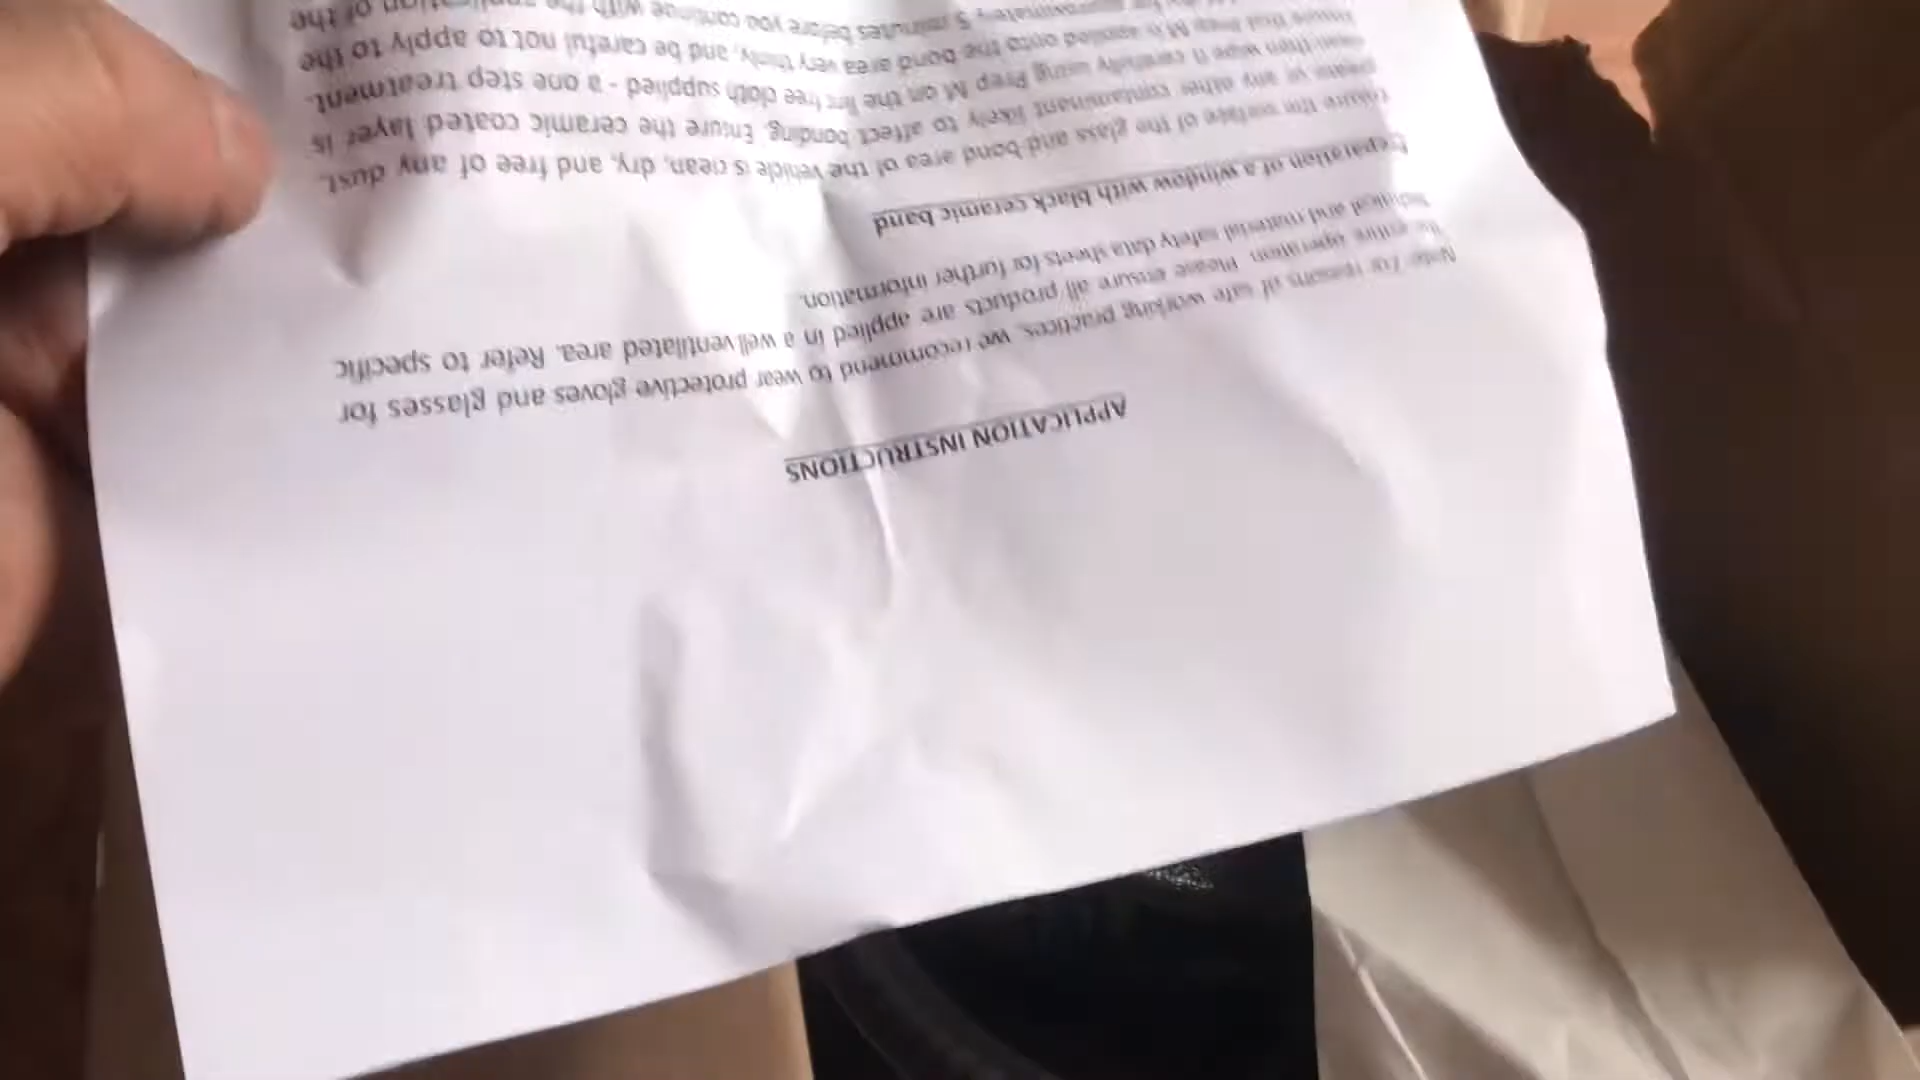 APPLICATION INSTRUCTIONS
Note: For reasons of safe working practices, we recommend to wear protective gloves and glasses for
the entire operation. Please ensure all products are applied in a well ventilated area. Refer to specific
technical and material safety data sheets for further information.
Preparation of a window with black ceramic band
ensure the surface of the glass and bond area of the vehicle is clean, dry, and free of any dust,
grease or any other contaminant likely to affect bonding. Ensure the ceramic coated layer is
clean then wipe it carefully using Prep M on the lint free cloth supplied - a one step treatment.
Ensure that Prep M is applied onto the bond area very thinly, and be careful not to apply to the
approximately 5 minutes before you continue with the application of the